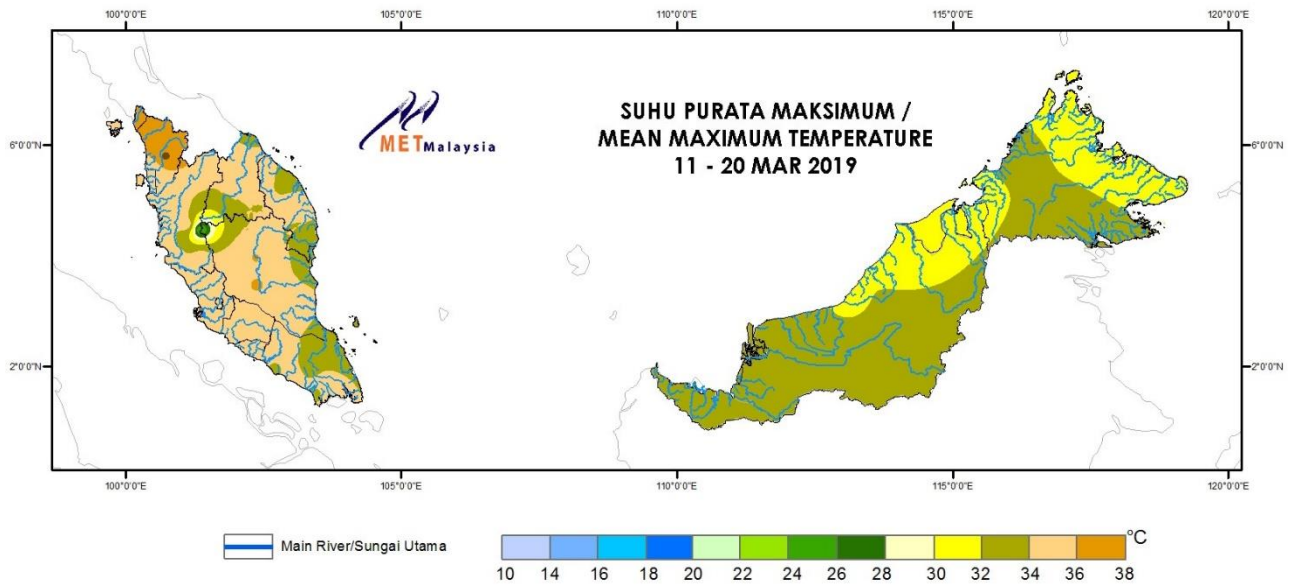 100°0'0"E 105°0'0"E 110°0'0"E 115°0'0"E 120°0'0"E
METMalaysia
SUHU PURATA MAKSIMUM /
MEAN MAXIMUM TEMPERATURE
11 - 20 MAR 2019
6°0'0"N 6°0'0"N
2°0'0"N 2°0'0"N
100°0'0"E 105°0'0"E 110°0'0"E 115°0'0"E 120°0'0"E
Main River/Sungai Utama
°C
10 14 16 18 20 22 24 26 28 30 32 34 36 38